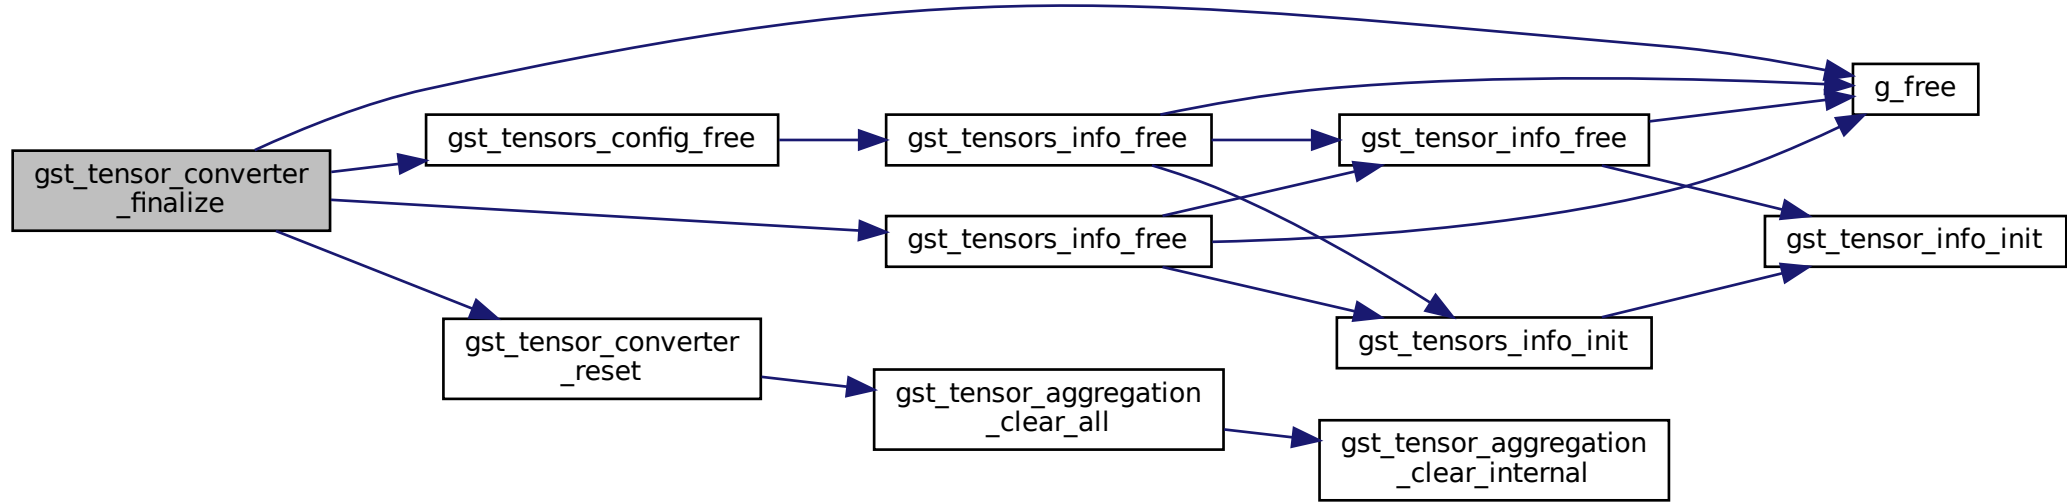 gst_tensor_converter
_finalize
gst_tensors_config_free
gst_tensors_info_free
gst_tensor_info_free
g_free
gst_tensors_info_free
gst_tensor_info_init
gst_tensors_info_init
gst_tensor_converter
_reset
gst_tensor_aggregation
_clear_all
gst_tensor_aggregation
_clear_internal